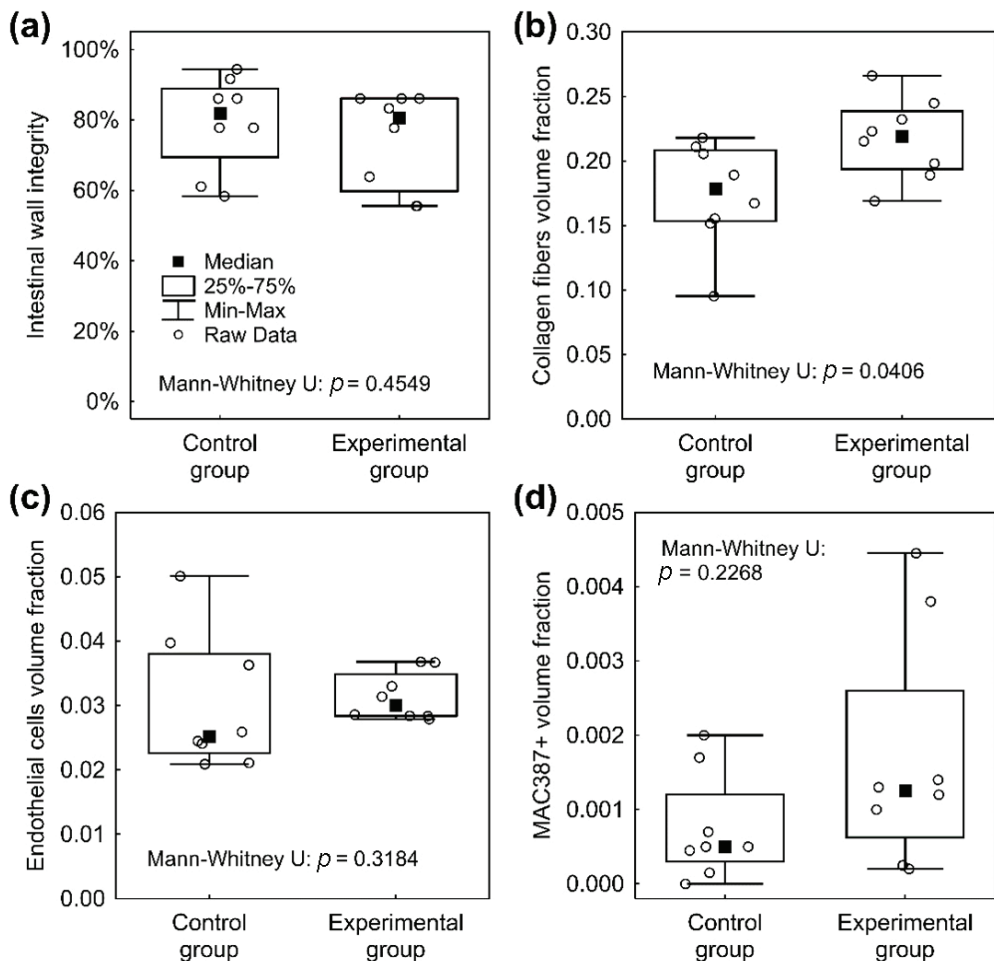 (a)
100%
80%
60%
40%
20%
0%
Intestinal wall integrity
Median
25%-75%
Min-Max
Raw Data
Mann-Whitney U: p = 0.4549
Control
group
Experimental
group
(b)
0.30
0.25
0.20
0.15
0.10
0.05
0.00
Collagen fibers volume fraction
Mann-Whitney U: p = 0.0406
Control
group
Experimental
group
(c)
0.06
0.05
0.04
0.03
0.02
0.01
0.00
Endothelial cells volume fraction
Mann-Whitney U: p = 0.3184
Control
group
Experimental
group
(d)
0.005
0.004
0.003
0.002
0.001
0.000
MAC387+ volume fraction
Mann-Whitney U:
p = 0.2268
Control
group
Experimental
group